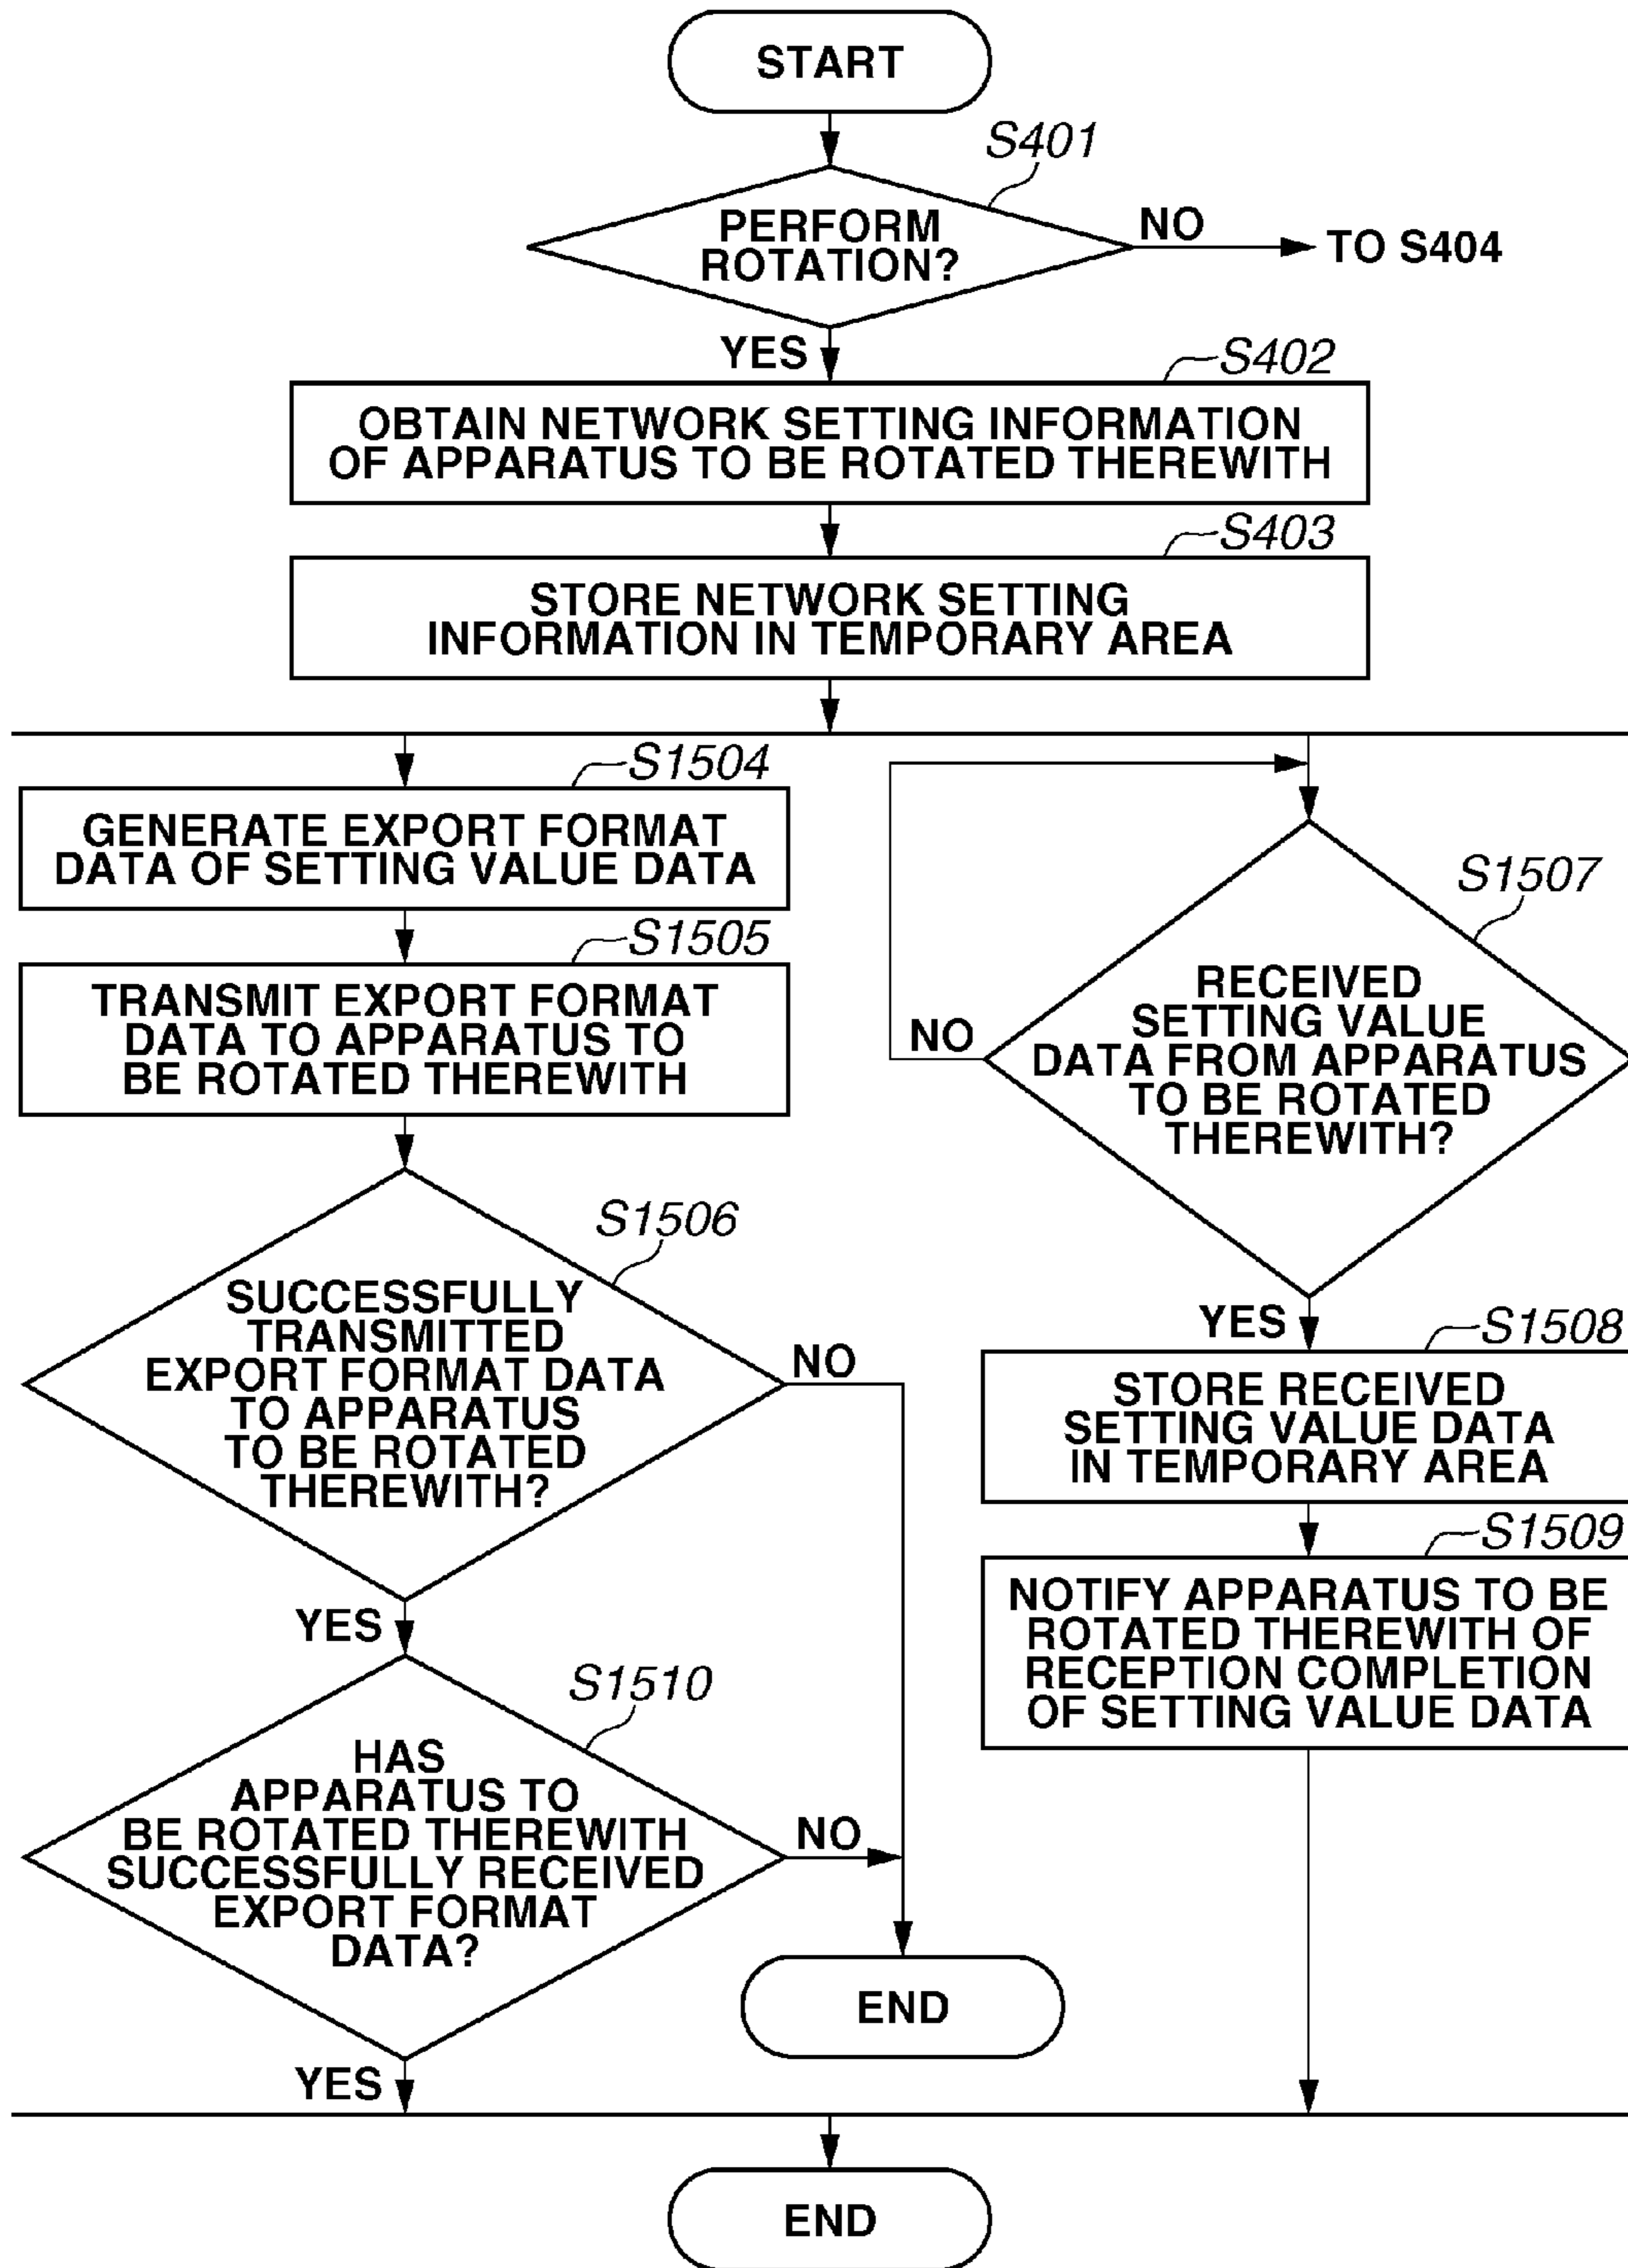 START
S401
PERFORM
ROTATION?
NO
TO S404
YES
S402
OBTAIN NETWORK SETTING INFORMATION
OF APPARATUS TO BE ROTATED THEREWITH
S403
STORE NETWORK SETTING
INFORMATION IN TEMPORARY AREA
S1504
GENERATE EXPORT FORMAT
DATA OF SETTING VALUE DATA
S1505
TRANSMIT EXPORT FORMAT
DATA TO APPARATUS TO
BE ROTATED THEREWITH
S1506
SUCCESSFULLY
TRANSMITTED
EXPORT FORMAT DATA
TO APPARATUS
TO BE ROTATED
THEREWITH?
NO
YES
S1510
HAS
APPARATUS TO
BE ROTATED THEREWITH
SUCCESSFULLY RECEIVED
EXPORT FORMAT
DATA?
NO
END
YES
S1507
RECEIVED
SETTING VALUE
DATA FROM APPARATUS
TO BE ROTATED
THEREWITH?
NO
YES
S1508
STORE RECEIVED
SETTING VALUE DATA
IN TEMPORARY AREA
S1509
NOTIFY APPARATUS TO BE
ROTATED THEREWITH OF
RECEPTION COMPLETION
OF SETTING VALUE DATA
END